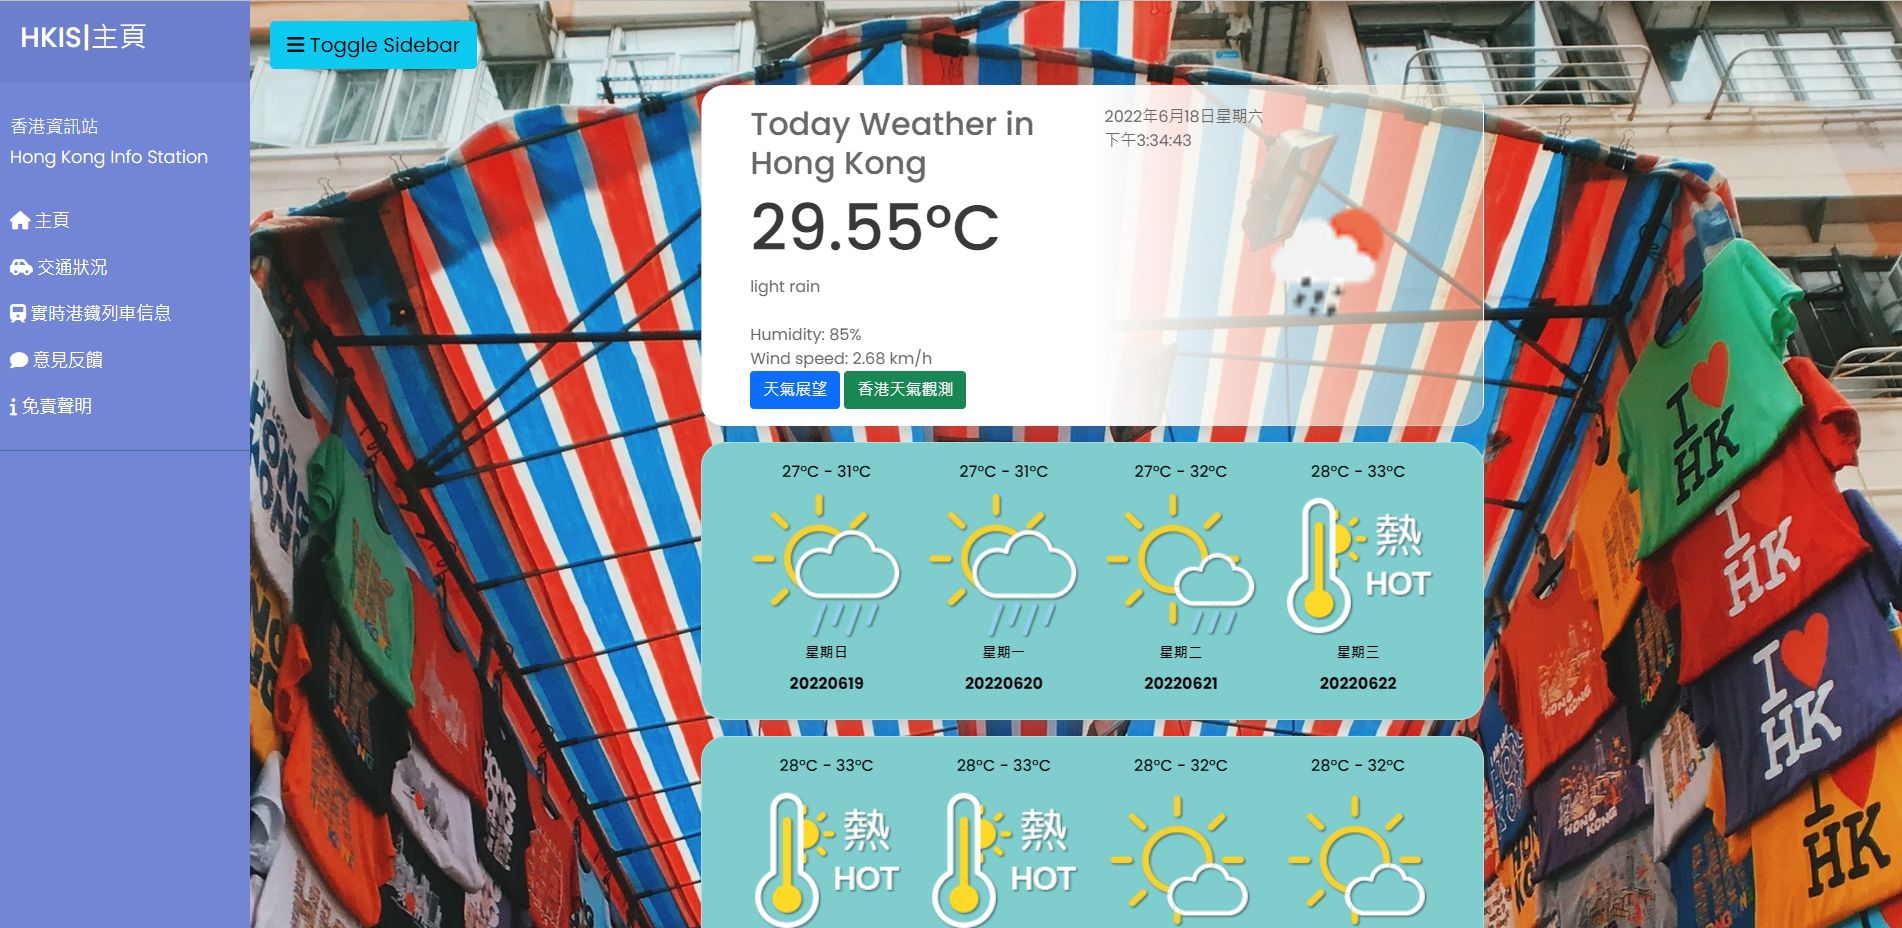 HKIS|主頁
香港資訊站
Hong Kong Info Station
主頁
交通狀況
實時港鐵列車信息
意見反饋
免責聲明
Toggle Sidebar
Today Weather in
Hong Kong
29.55°C
light rain
Humidity: 85%
Wind speed: 2.68 km/h
天氣展望
香港天氣觀測
2022年6月18日星期六
下午3:34:43
27°C - 31°C
27°C - 31°C
27°C - 32°C
28°C - 33°C
熱
HOT
星期日
星期一
星期二
星期三
20220619
20220620
20220621
20220622
28°C - 33°C
28°C - 33°C
28°C - 32°C
28°C - 32°C
熱
HOT
熱
HOT
I
HK
I
HK
I
HK
I
HK
HONG KONG